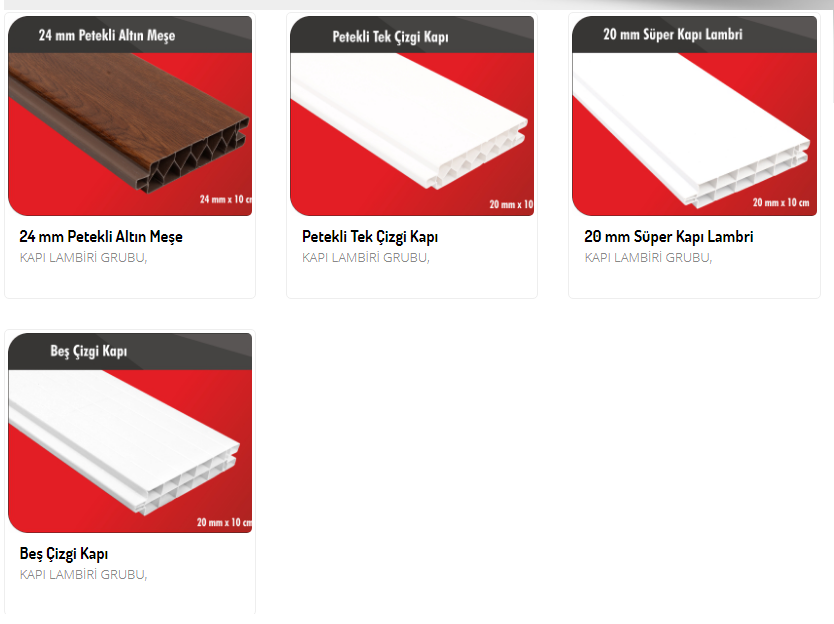 24 mm Petekli Altın Meşe
24 mm x 10 c
24 mm Petekli Altın Meşe
KAPI LAMBİRİ GRUBU,
Petekli Tek Çizgi Kapı
20 mm x 10
Petekli Tek Çizgi Kapı
KAPI LAMBİRİ GRUBU,
20 mm Süper Kapı Lambri
20 mm x 10 cm
20 mm Süper Kapı Lambri
KAPI LAMBİRİ GRUBU,
Beş Çizgi Kapı
20 mm x 10 cm
Beş Çizgi Kapı
KAPI LAMBİRİ GRUBU,